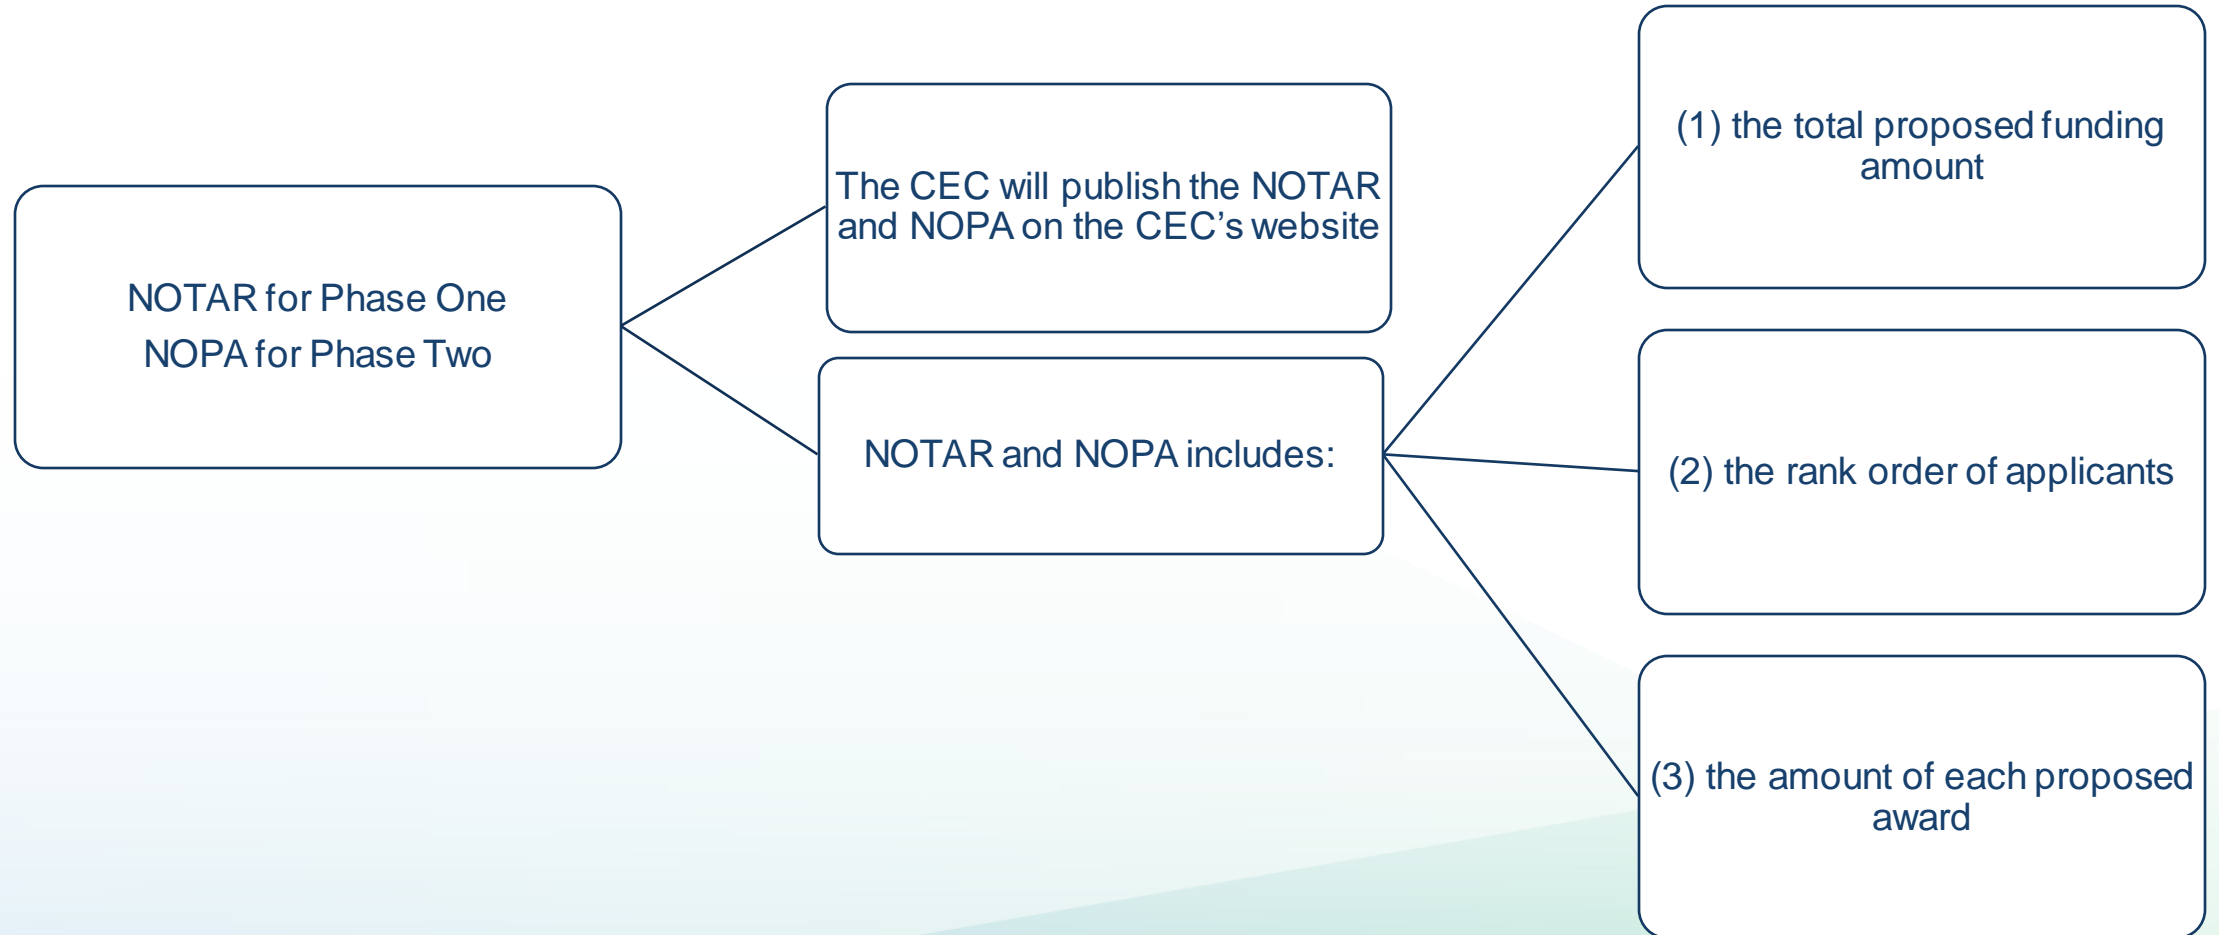 NOTAR for Phase One
NOPA for Phase Two
The CEC will publish the NOTAR
and NOPA on the CEC’s website
NOTAR and NOPA includes:
(1) the total proposed funding
amount
(2) the rank order of applicants
(3) the amount of each proposed
award